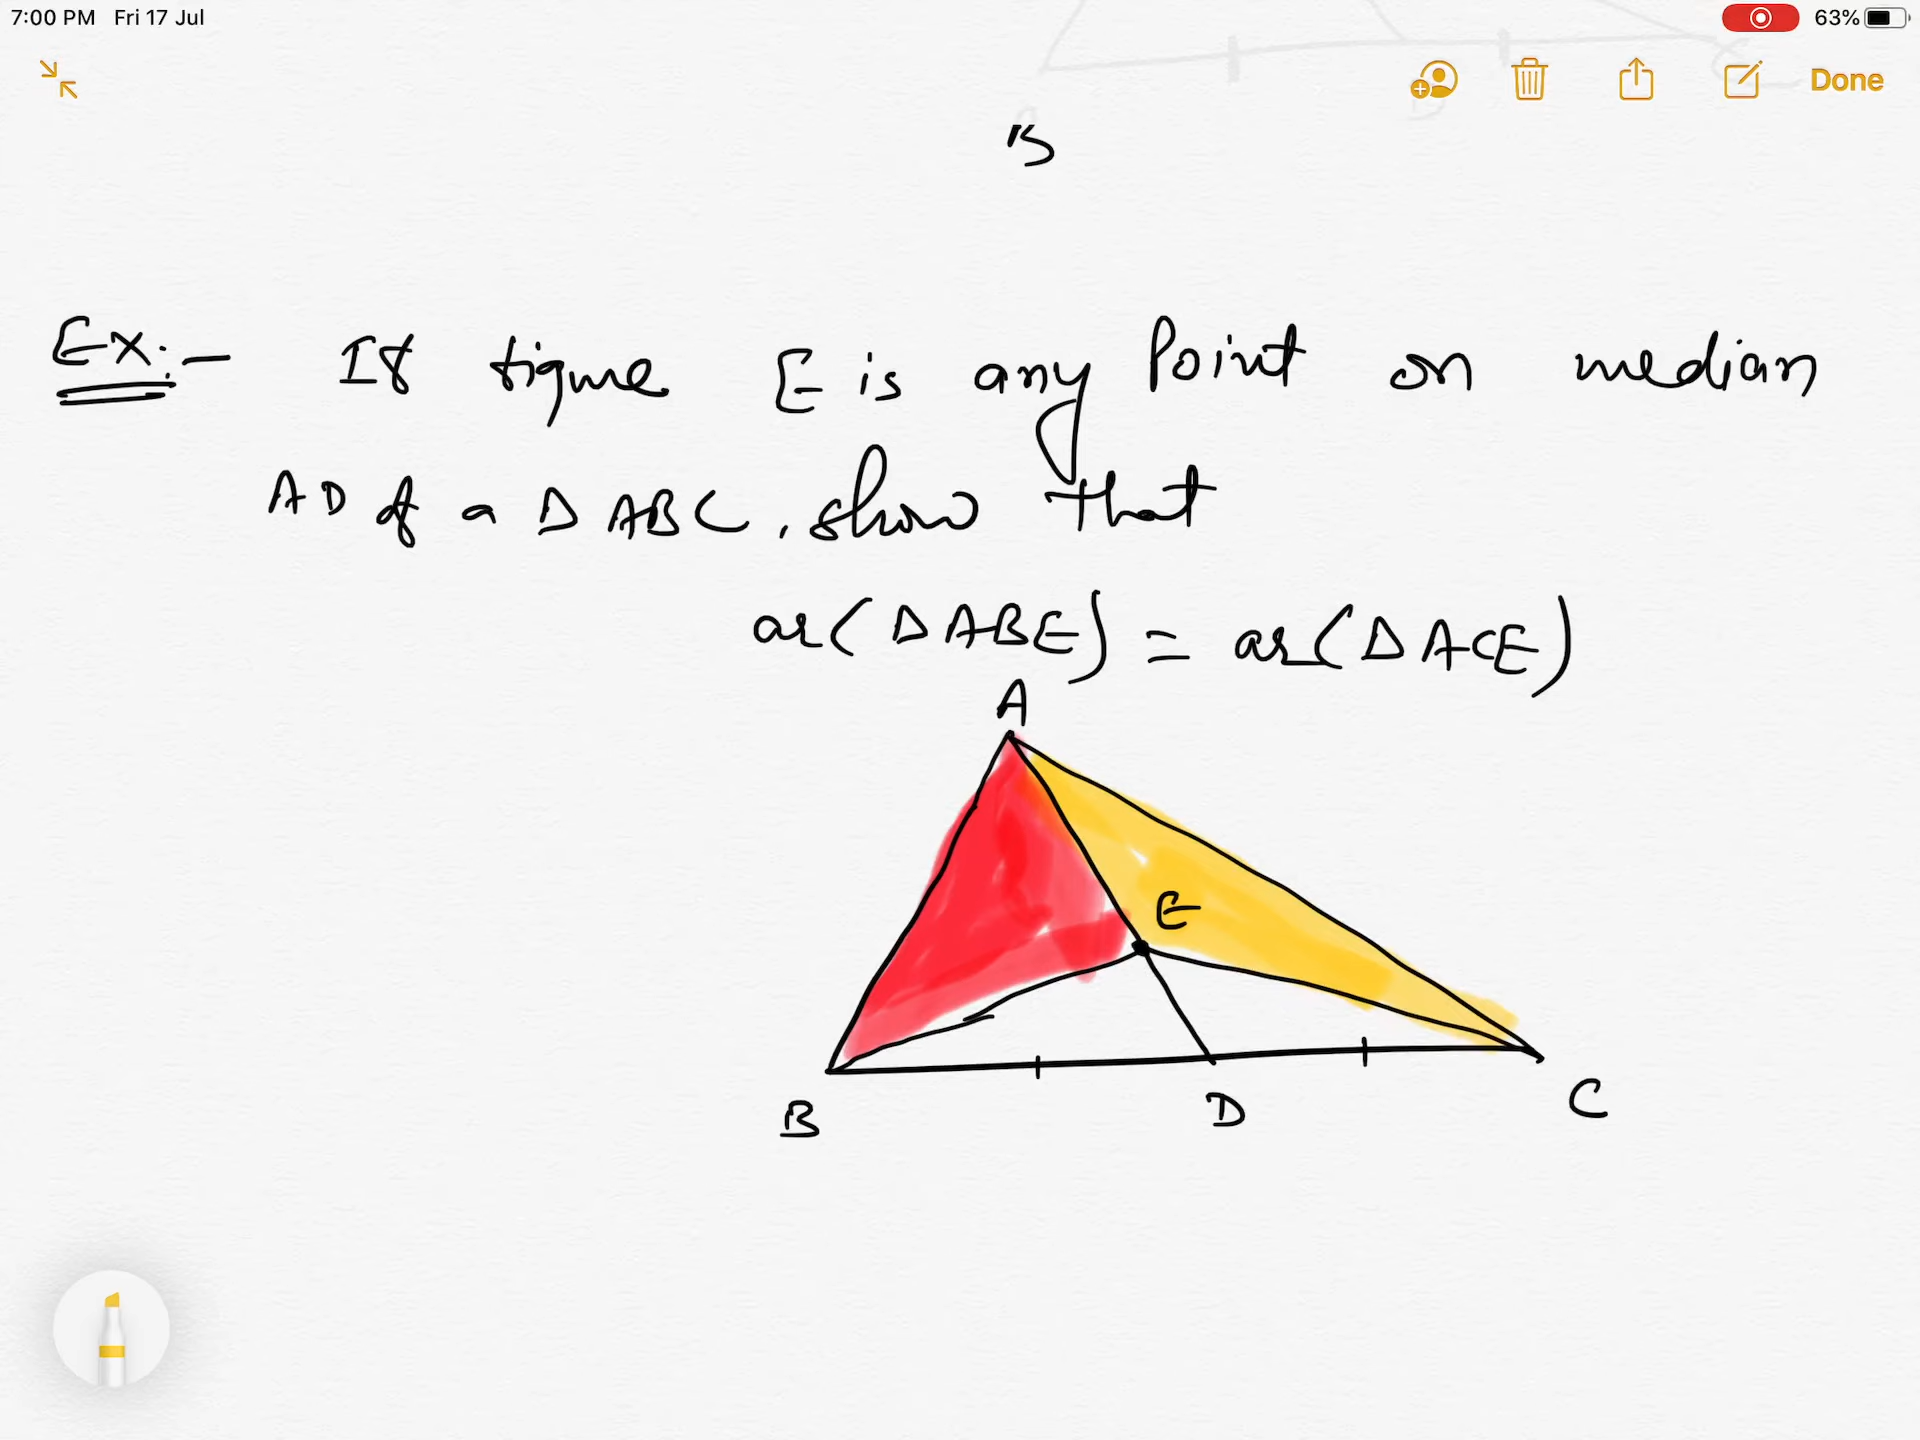 7:00 PM Fri 17 Jul 63%
Done
B
Ex:- If figure E is any Point on median
AD of a Δ ABC, show that
ar(Δ ABE) = ar(Δ ACE)
A
E
B D C